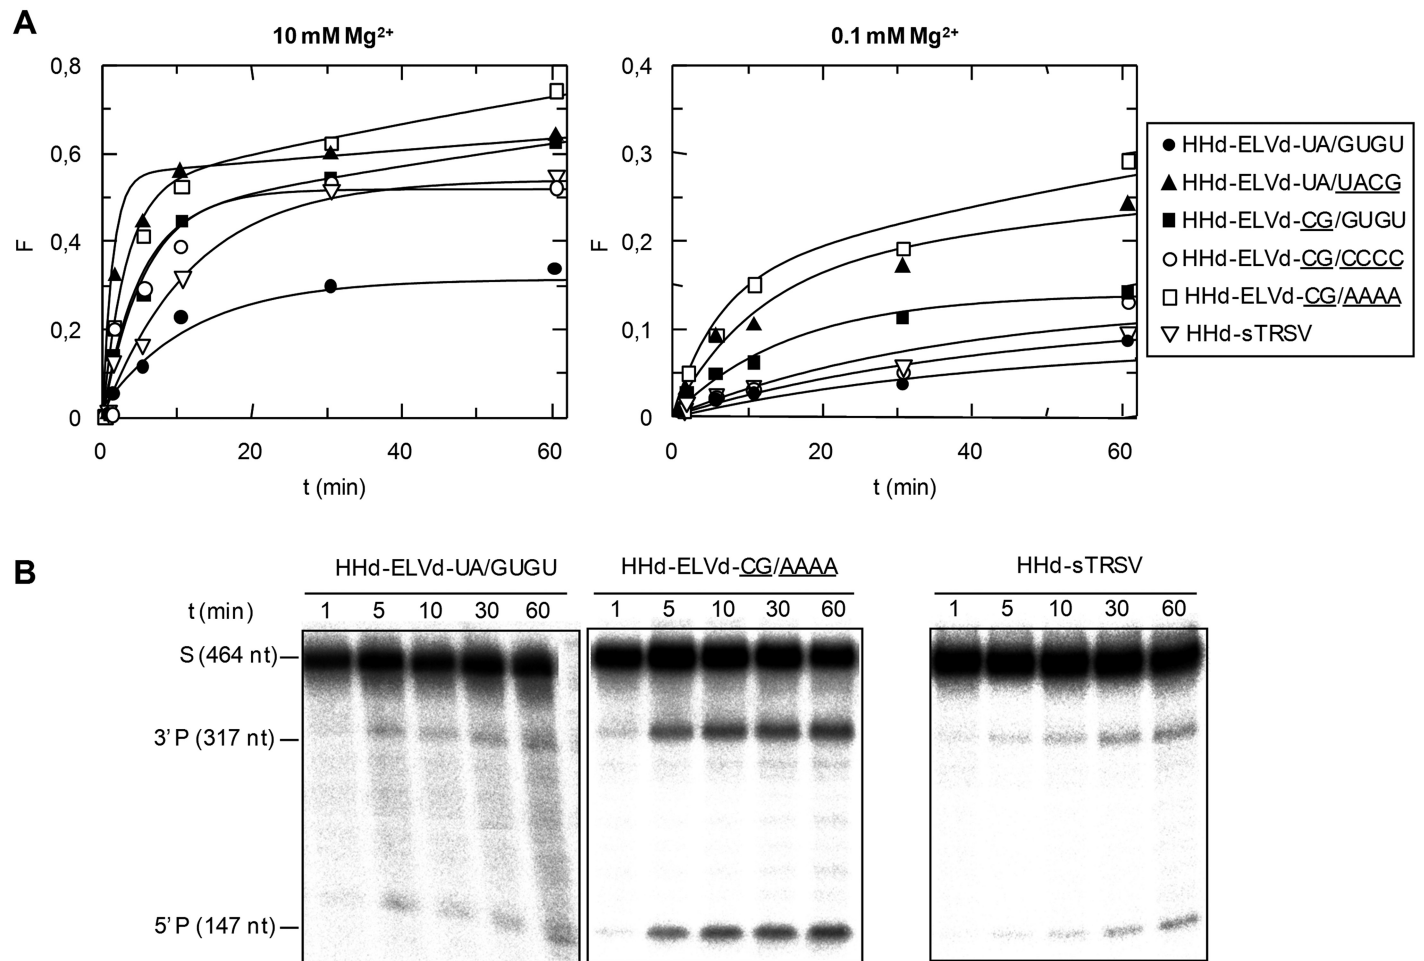 A
10 mM Mg²⁺
0.1 mM Mg²⁺
0,8
0,6
0,4
0,2
0
F
0 20 40 60
t (min)
0,4
0,3
0,2
0,1
0
F
0 20 40 60
t (min)
HHd-ELVd-UA/GUGU
HHd-ELVd-UA/UACG
HHd-ELVd-CG/GUGU
HHd-ELVd-CG/CCCC
HHd-ELVd-CG/AAAA
HHd-sTRSV
B
HHd-ELVd-UA/GUGU
HHd-ELVd-CG/AAAA
HHd-sTRSV
t (min)
1 5 10 30 60
1 5 10 30 60
1 5 10 30 60
S (464 nt)
3' P (317 nt)
5' P (147 nt)